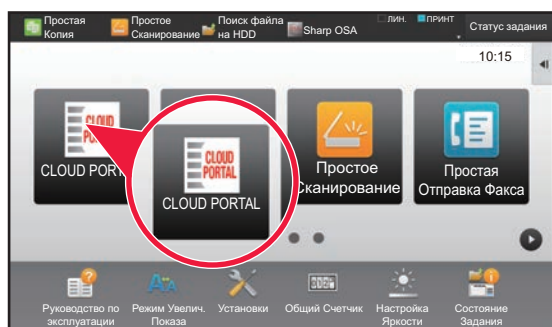 Простая
Копия
Простое
Сканирование
Поиск файла
на HDD
Sharp OSA
ЛИН.
ПРИНТ
Статус задания
10:15
CLOUD
CLOUD PORT
CLOUD
PORTAL
CLOUD PORTAL
Простое
Сканирование
Простая
Отправка Факса
Руководство по
эксплуатации
Режим Увелич.
Показа
Установки
Общий Счетчик
Настройка
Яркости
Состояние
Задания